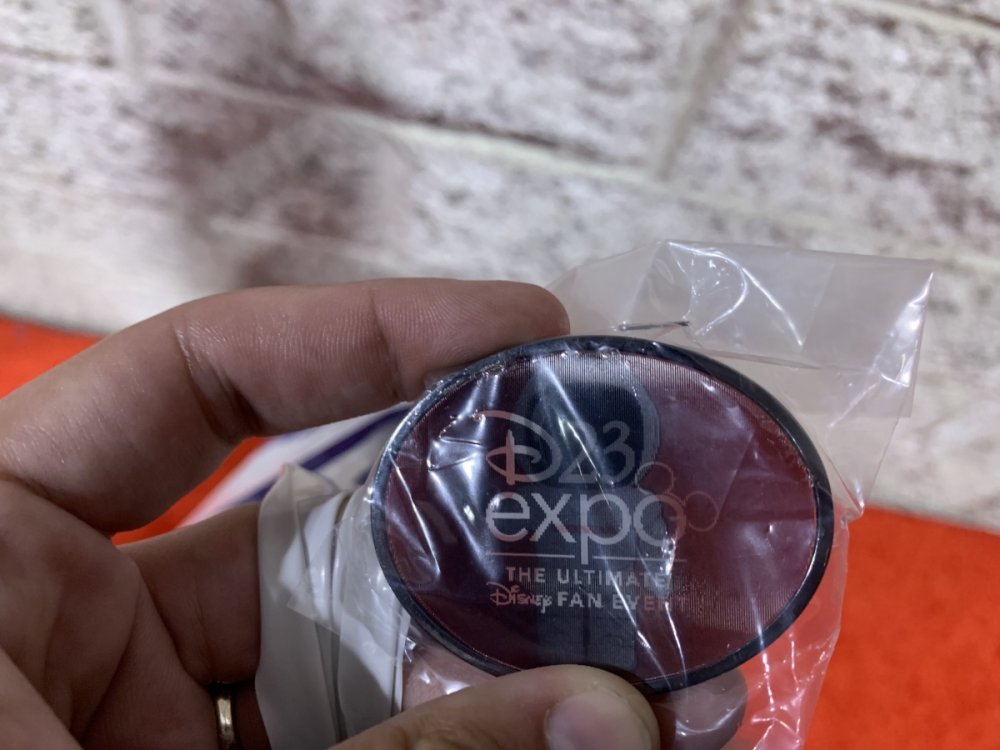 D23
expo
THE ULTIMATE
Disney FAN EVENT